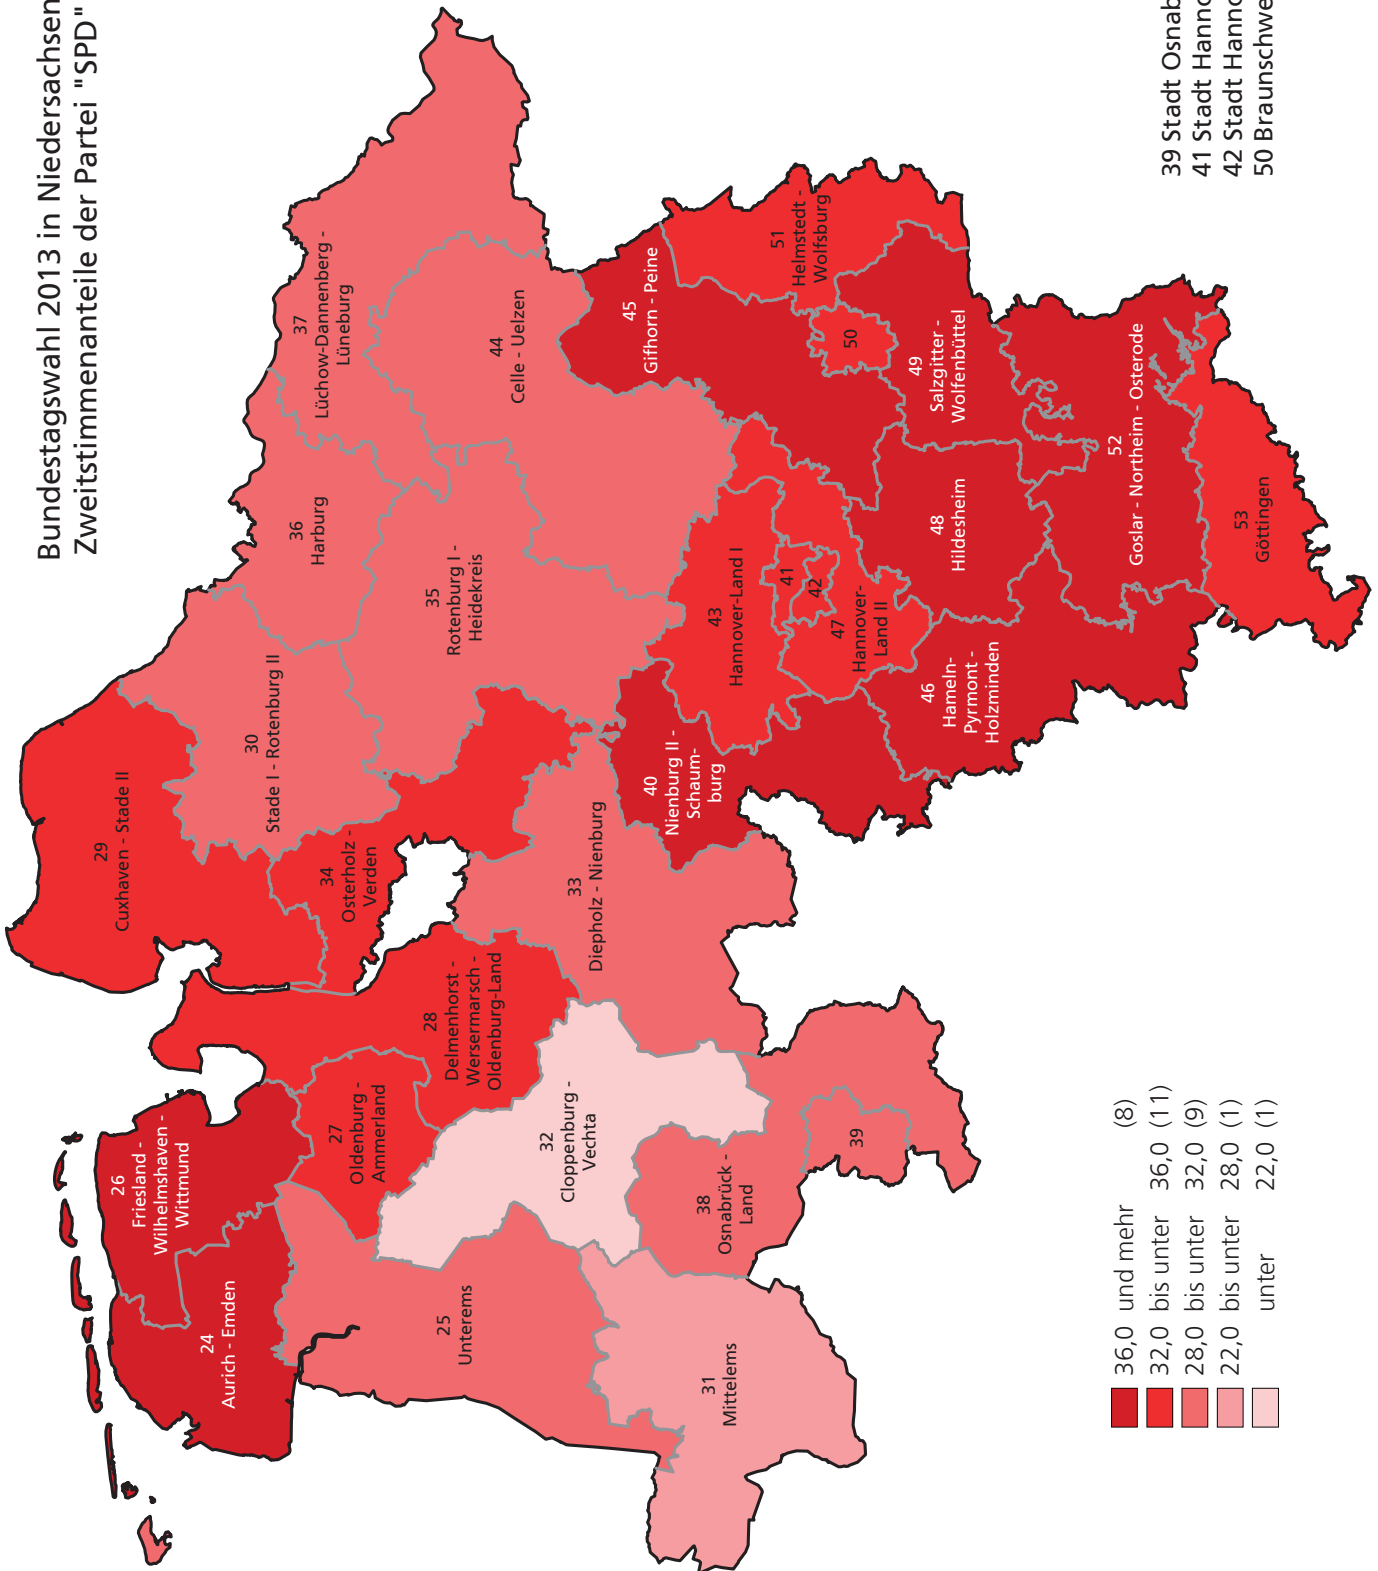 Bundestagswahl 2013 in Niedersachsen
Zweitstimmenanteile der Partei "SPD"
29
Cuxhaven - Stade II
26
Friesland -
Wilhelmshaven -
Wittmund
24
Aurich - Emden
30
Stade I - Rotenburg II
36
Harburg
37
Lüchow-Dannenberg -
Lüneburg
34
Osterholz -
Verden
27
Oldenburg -
Ammerland
28
Delmenhorst -
Wersermarsch -
Oldenburg-Land
25
Unterems
35
Rotenburg I -
Heidekreis
44
Celle - Uelzen
32
Cloppenburg -
Vechta
33
Diepholz - Nienburg
45
Gifhorn - Peine
40
Nienburg II -
Schaum-
burg
43
Hannover-Land I
38
Osnabrück -
Land
31
Mittelems
51
Helmstedt -
Wolfsburg
41
42
47
Hannover-
Land II
50
39
46
Hameln-
Pyrmont -
Holzminden
48
Hildesheim
49
Salzgitter -
Wolfenbüttel
52
Goslar - Northeim - Osterode
53
Göttingen
36,0 und mehr (8)
32,0 bis unter 36,0 (11)
28,0 bis unter 32,0 (9)
22,0 bis unter 28,0 (1)
unter 22,0 (1)
39 Stadt Osnab
41 Stadt Hanno
42 Stadt Hanno
50 Braunschwe